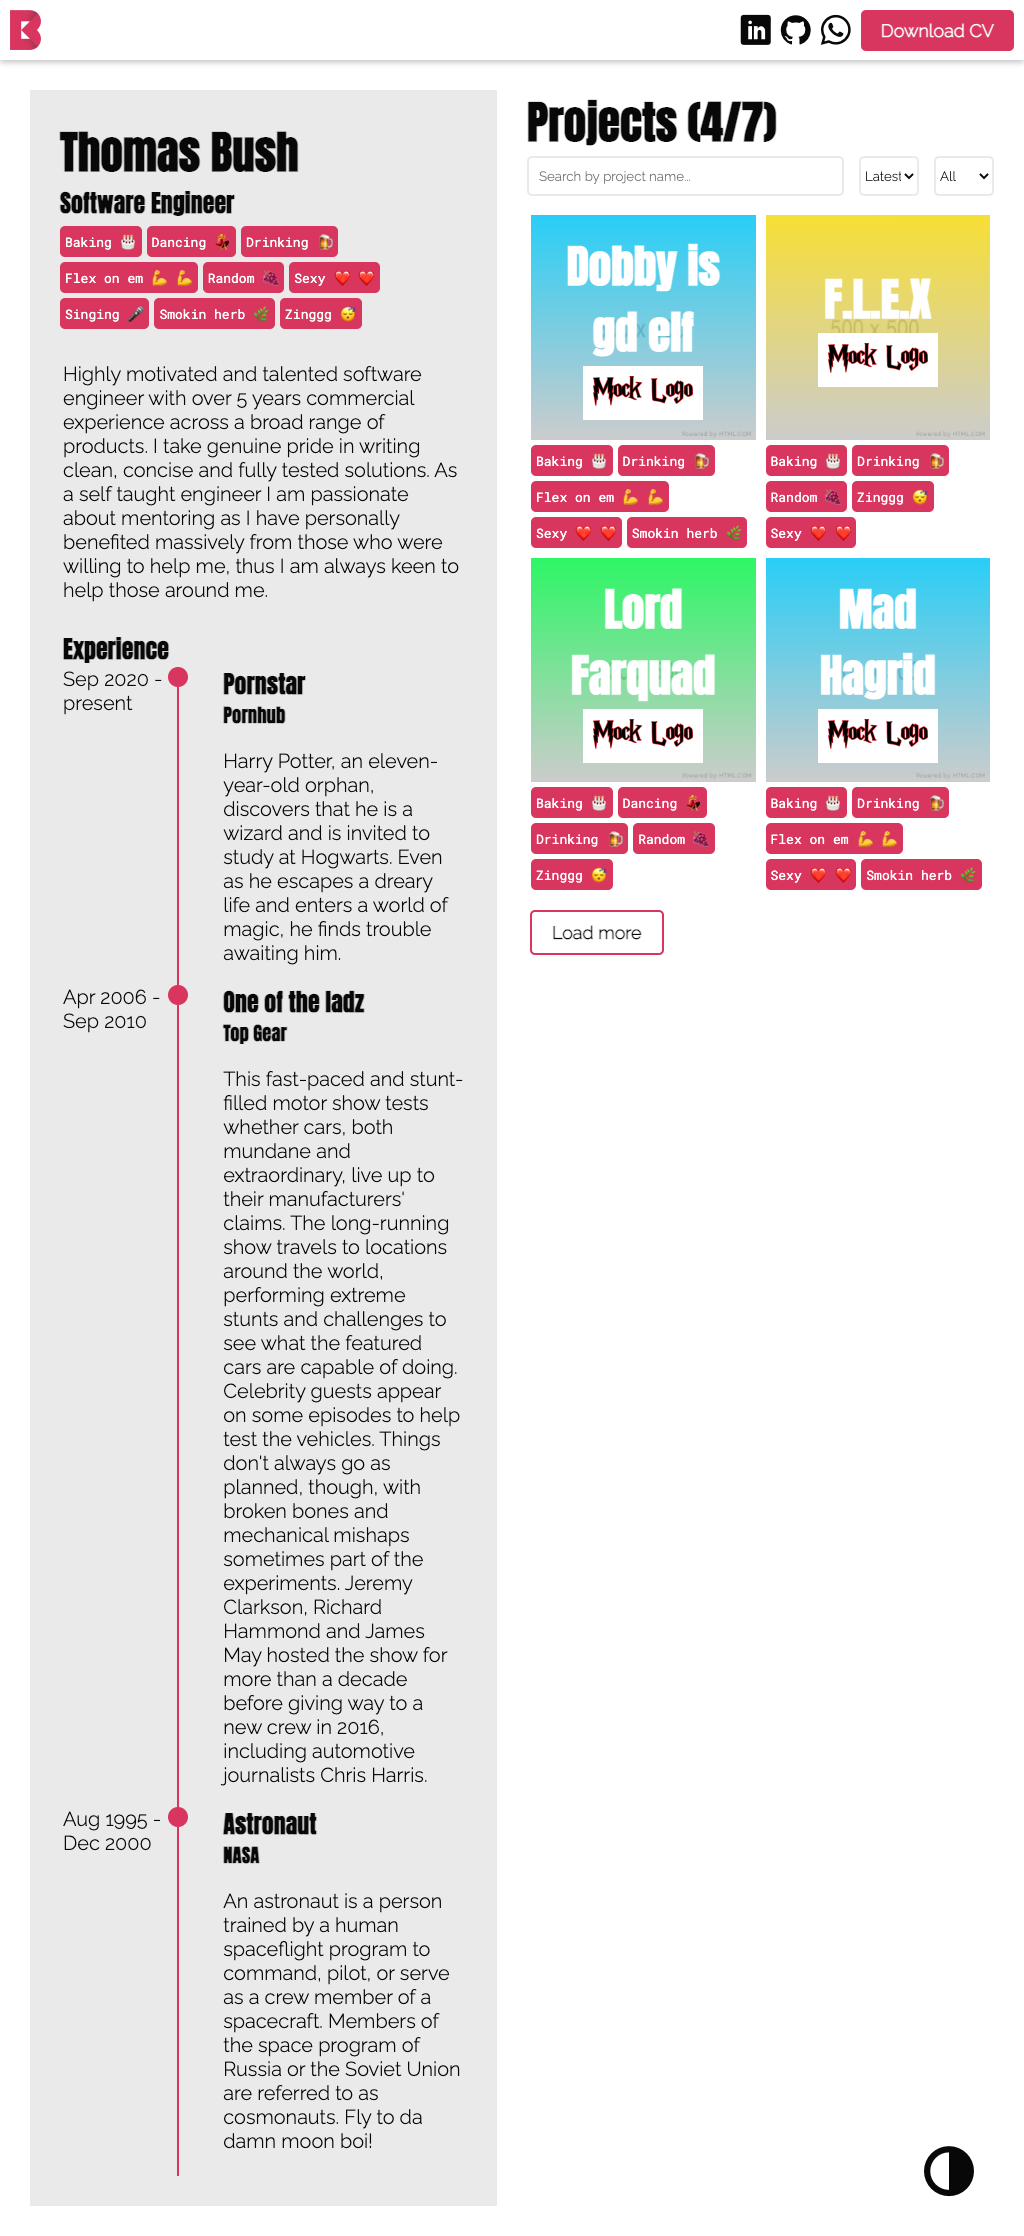 Download CV
Thomas Bush
Software Engineer
Baking 🎂 Dancing 💃 Drinking 🍺
Flex on em 💪 💪 Random 🍇 Sexy ❤️ ❤️
Singing 🎤 Smokin herb 🌿 Zinggg 😴
Highly motivated and talented software
engineer with over 5 years commercial
experience across a broad range of
products. I take genuine pride in writing
clean, concise and fully tested solutions. As
a self taught engineer I am passionate
about mentoring as I have personally
benefited massively from those who were
willing to help me, thus I am always keen to
help those around me.
Experience
Sep 2020 -
present
Pornstar
Pornhub
Harry Potter, an eleven-
year-old orphan,
discovers that he is a
wizard and is invited to
study at Hogwarts. Even
as he escapes a dreary
life and enters a world of
magic, he finds trouble
awaiting him.
Apr 2006 -
Sep 2010
One of the ladz
Top Gear
This fast-paced and stunt-
filled motor show tests
whether cars, both
mundane and
extraordinary, live up to
their manufacturers'
claims. The long-running
show travels to locations
around the world,
performing extreme
stunts and challenges to
see what the featured
cars are capable of doing.
Celebrity guests appear
on some episodes to help
test the vehicles. Things
don't always go as
planned, though, with
broken bones and
mechanical mishaps
sometimes part of the
experiments. Jeremy
Clarkson, Richard
Hammond and James
May hosted the show for
more than a decade
before giving way to a
new crew in 2016,
including automotive
journalists Chris Harris.
Aug 1995 -
Dec 2000
Astronaut
NASA
An astronaut is a person
trained by a human
spaceflight program to
command, pilot, or serve
as a crew member of a
spacecraft. Members of
the space program of
Russia or the Soviet Union
are referred to as
cosmonauts. Fly to da
damn moon boi!
Projects (4/7)
Search by project name... Latest All
Dobby is
gd elf
Mock Logo
Powered by HTML.COM
Baking 🎂 Drinking 🍺
Flex on em 💪 💪
Sexy ❤️ ❤️ Smokin herb 🌿
F.L.E.X
500 x 500
Mock Logo
Powered by HTML.COM
Baking 🎂 Drinking 🍺
Random 🍇 Zinggg 😴
Sexy ❤️ ❤️
Lord
Farquad
Mock Logo
Powered by HTML.COM
Baking 🎂 Dancing 💃
Drinking 🍺 Random 🍇
Zinggg 😴
Mad
Hagrid
Mock Logo
Powered by HTML.COM
Baking 🎂 Drinking 🍺
Flex on em 💪 💪
Sexy ❤️ ❤️ Smokin herb 🌿
Load more